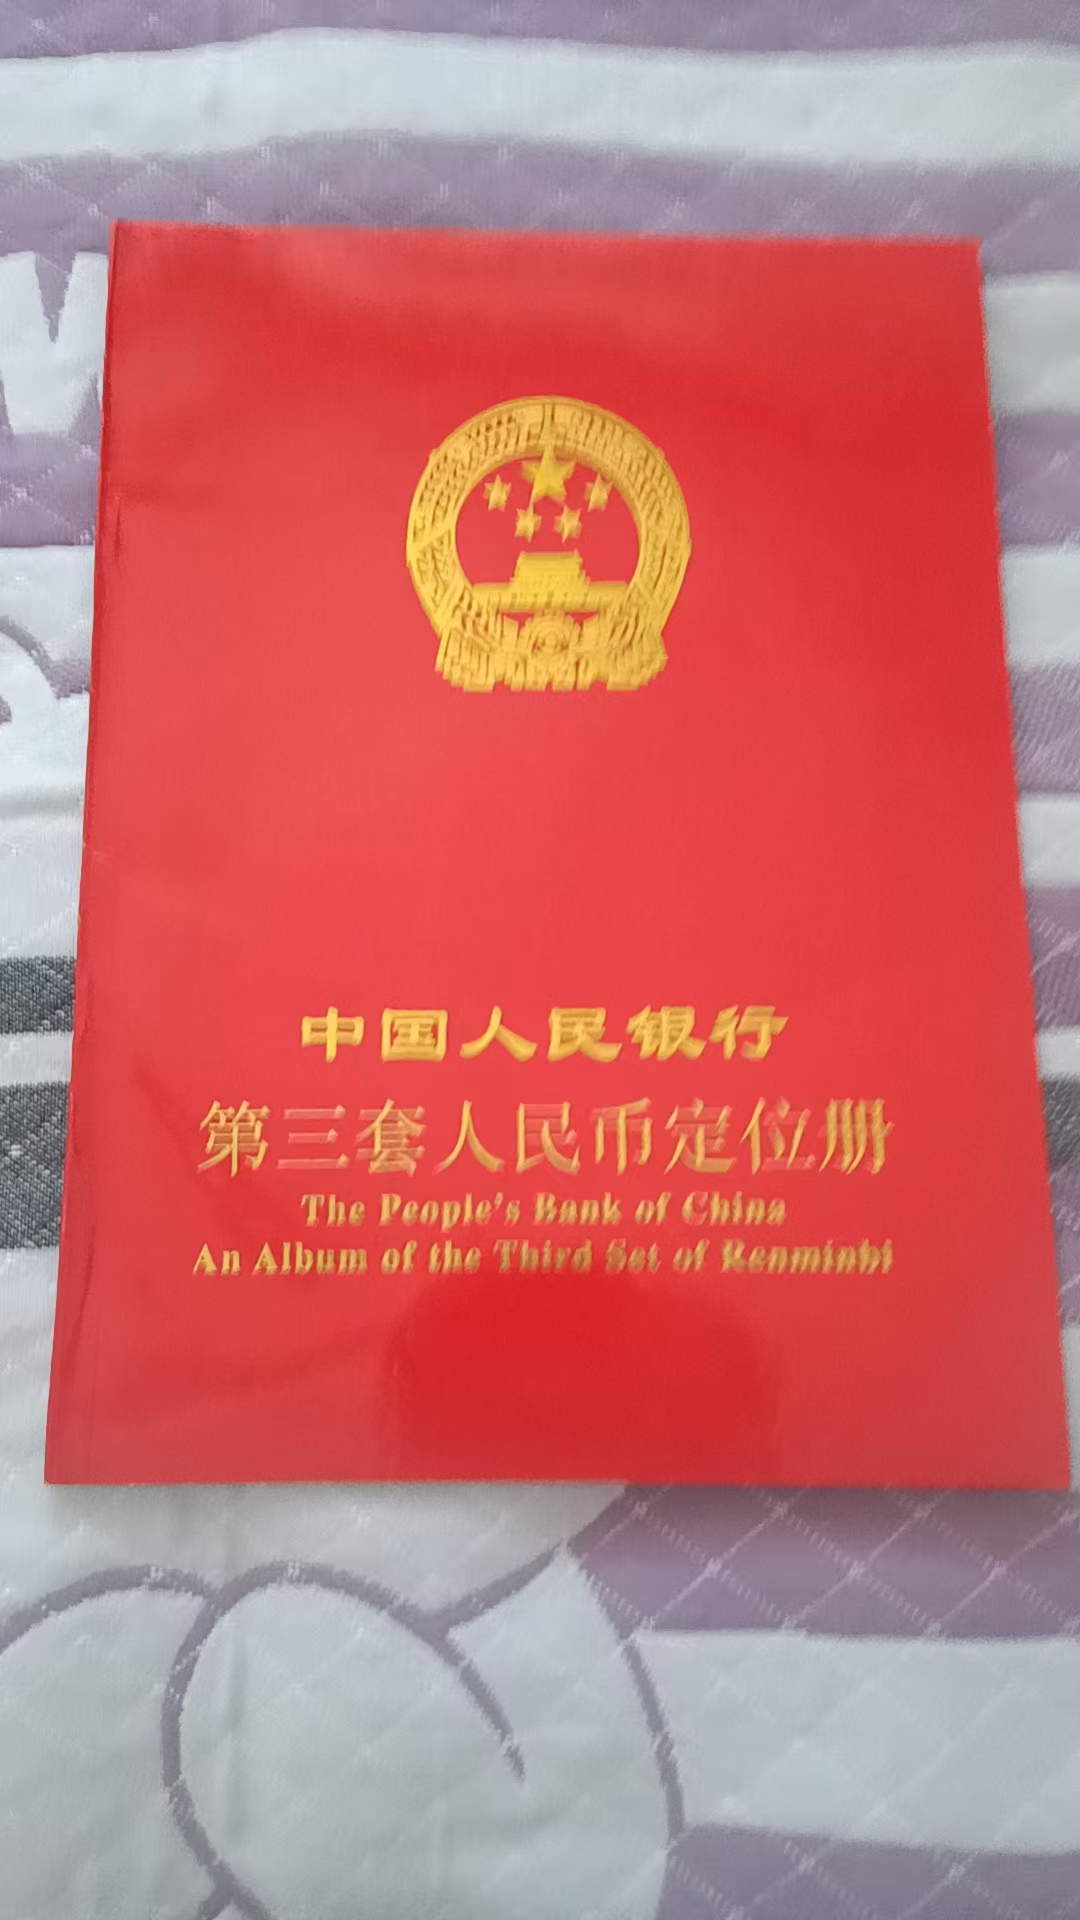 中国人民银行
第三套人民币定位册
The People's Bank of China
An Album of the Third Set of Renminbi